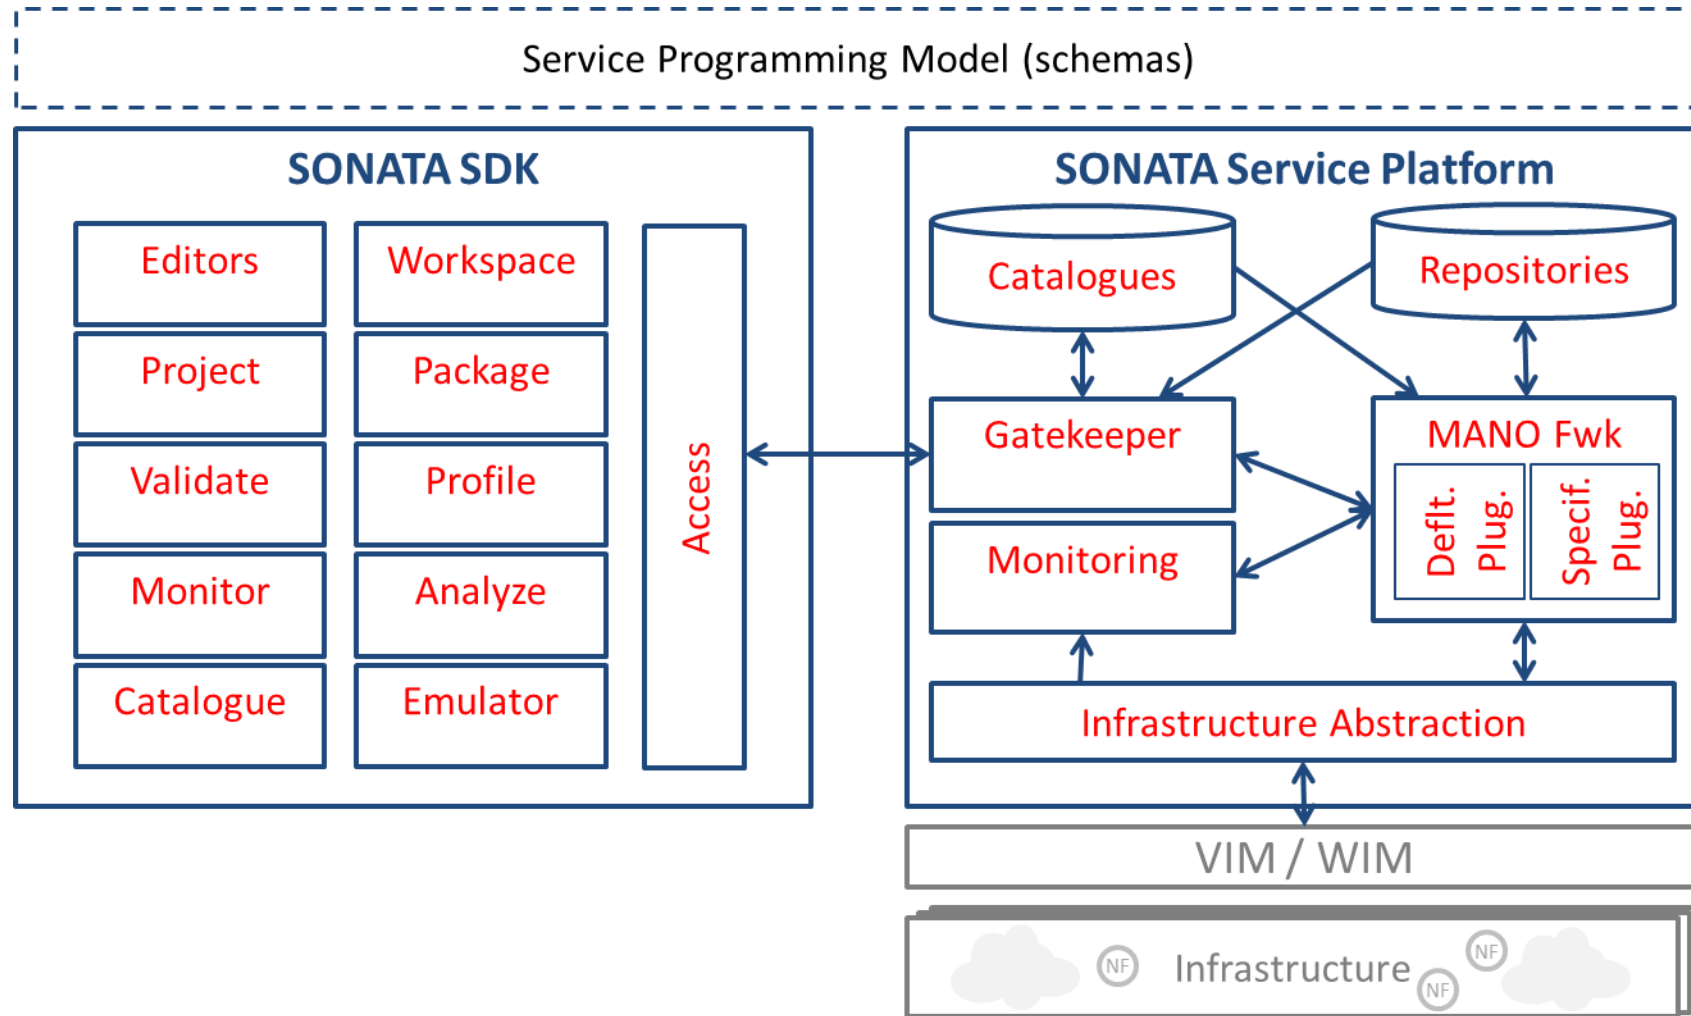 Service Programming Model (schemas)
SONATA SDK
Editors
Workspace
Project
Package
Validate
Profile
Monitor
Analyze
Catalogue
Emulator
Access
SONATA Service Platform
Catalogues
Repositories
Gatekeeper
MANO Fwk
Deflt.
Plug.
Specif.
Plug.
Monitoring
Infrastructure Abstraction
VIM / WIM
NF
Infrastructure
NF
NF